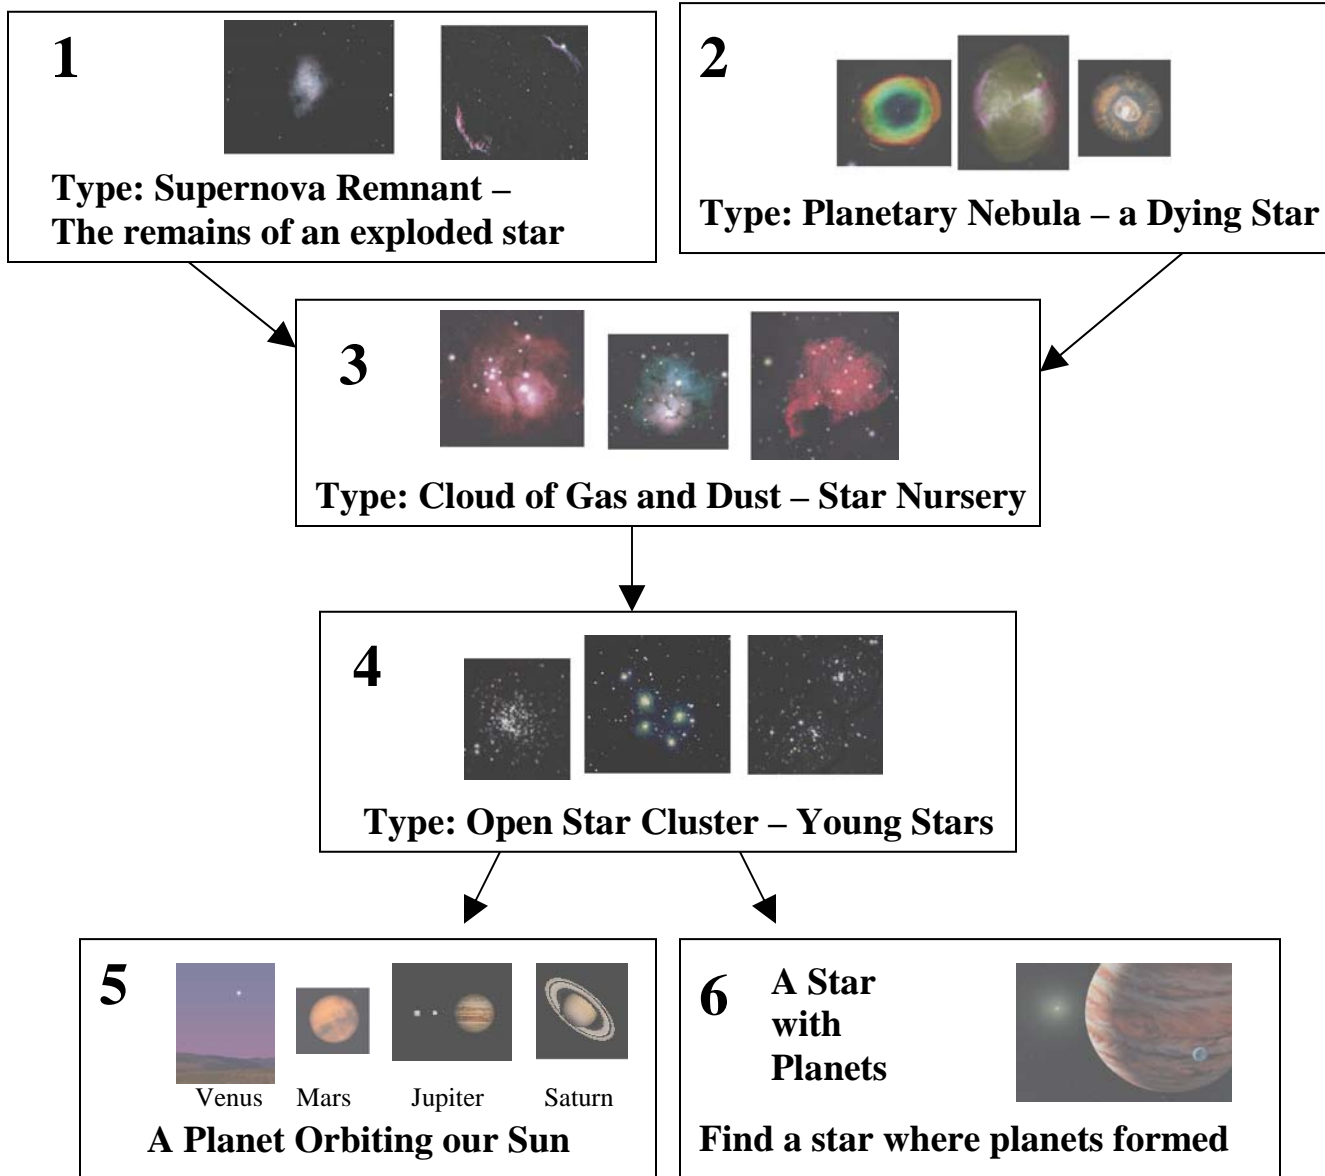 1
Type: Supernova Remnant –
The remains of an exploded star
2
Type: Planetary Nebula – a Dying Star
3
Type: Cloud of Gas and Dust – Star Nursery
4
Type: Open Star Cluster – Young Stars
5
Venus Mars Jupiter Saturn
A Planet Orbiting our Sun
6
A Star
with
Planets
Find a star where planets formed